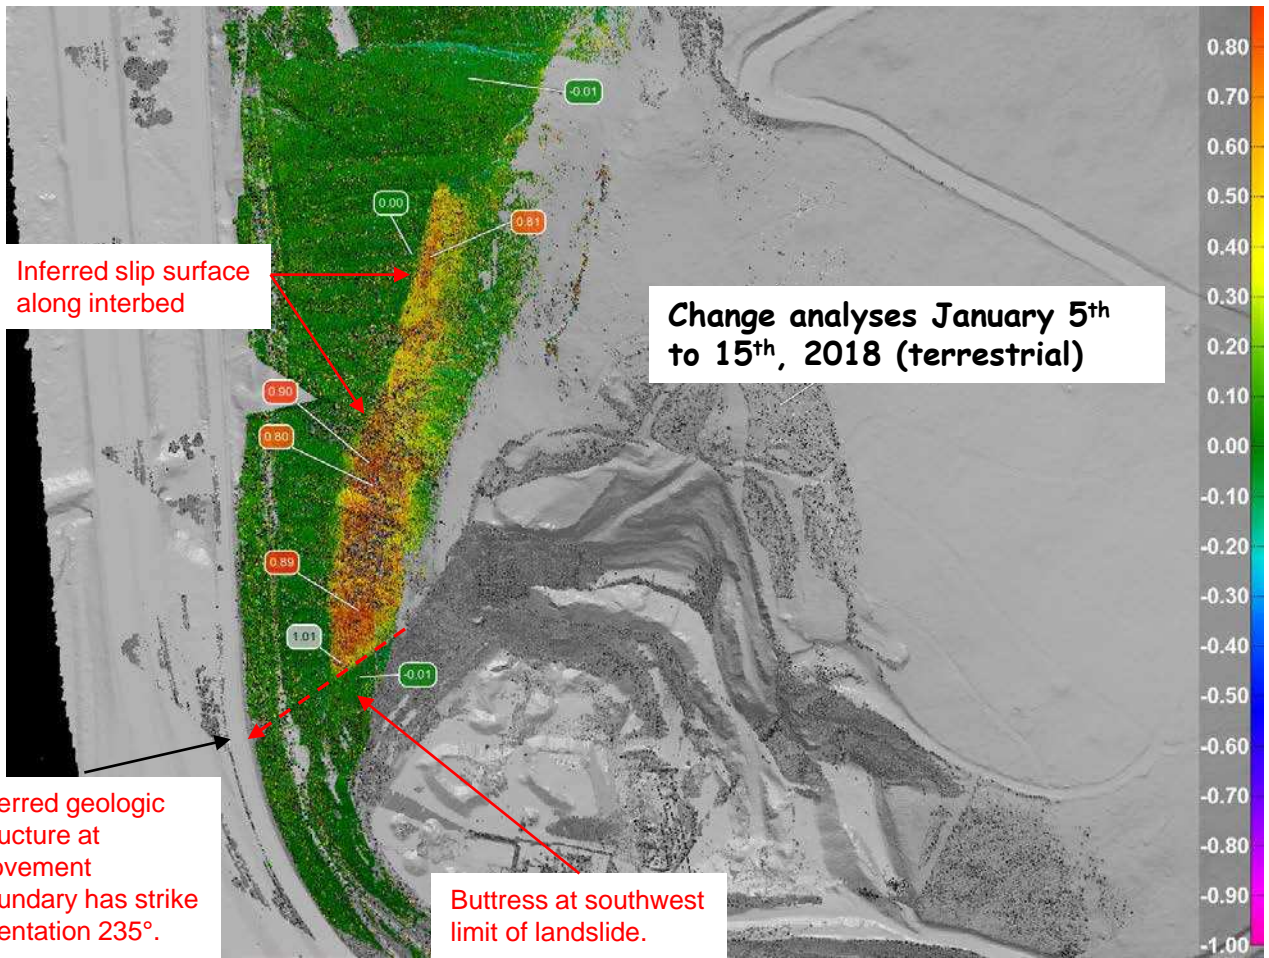 0.80
0.70
0.60
0.50
0.40
0.30
0.20
0.10
0.00
-0.10
-0.20
-0.30
-0.40
-0.50
-0.60
-0.70
-0.80
-0.90
-1.00
-0.01
0.00
0.81
Inferred slip surface
along interbed
Change analyses January 5th
to 15th, 2018 (terrestrial)
0.90
0.80
0.89
1.01
-0.01
erred geologic
ucture at
ovement
undary has strike
entation 235°.
Buttress at southwest
limit of landslide.